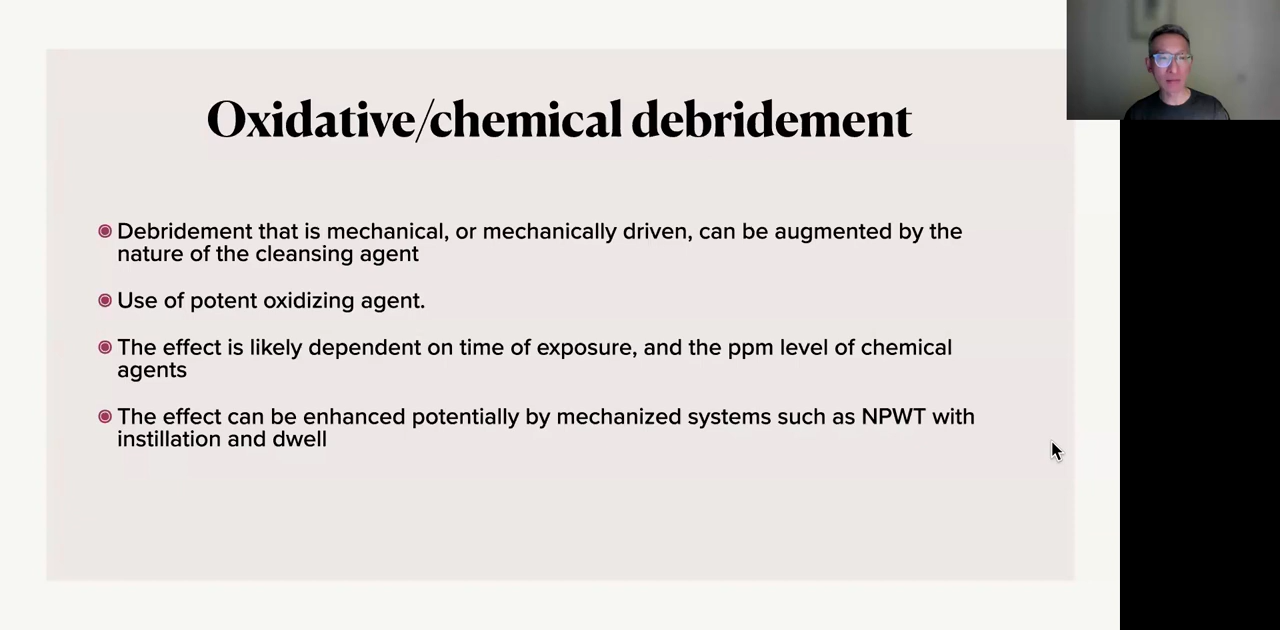 Oxidative/chemical debridement
Debridement that is mechanical, or mechanically driven, can be augmented by the
nature of the cleansing agent
Use of potent oxidizing agent.
The effect is likely dependent on time of exposure, and the ppm level of chemical
agents
The effect can be enhanced potentially by mechanized systems such as NPWT with
instillation and dwell